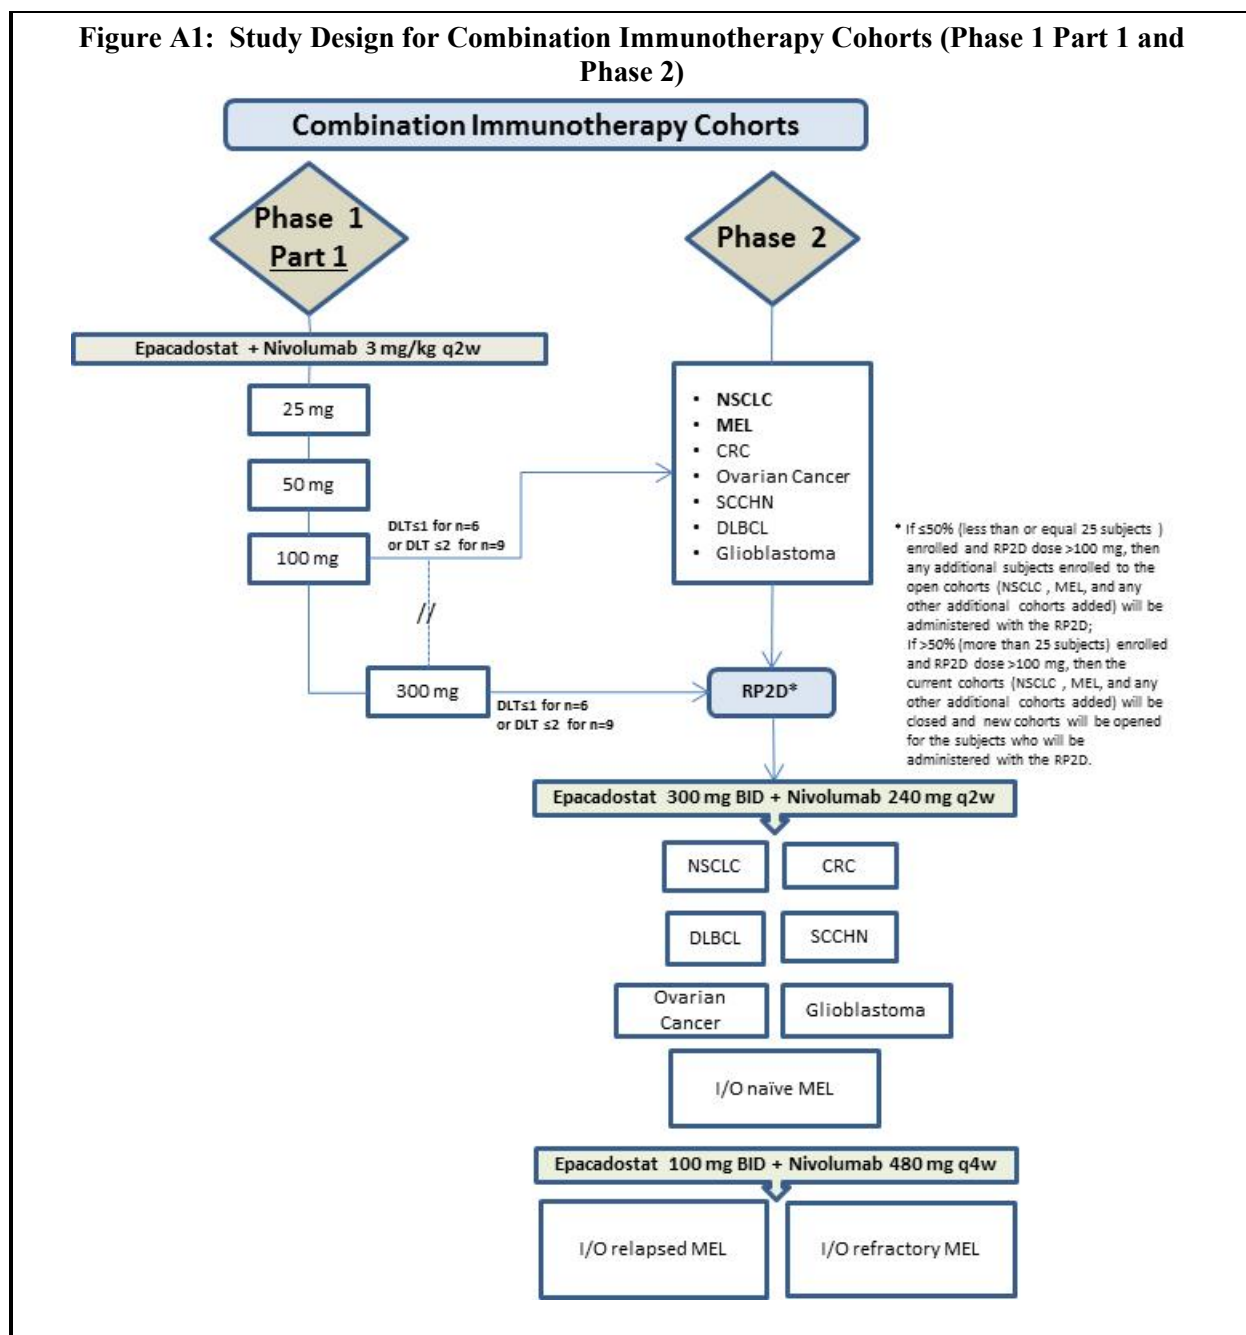 Figure A1: Study Design for Combination Immunotherapy Cohorts (Phase 1 Part 1 and
Phase 2)
Combination Immunotherapy Cohorts
Phase 1
Part 1
Phase 2
Epacadostat + Nivolumab 3 mg/kg q2w
25 mg
50 mg
100 mg
DLT≤1 for n=6
or DLT ≤2 for n=9
//
300 mg
DLT≤1 for n=6
or DLT ≤2 for n=9
• NSCLC
• MEL
• CRC
• Ovarian Cancer
• SCCHN
• DLBCL
• Glioblastoma
RP2D*
* If ≤50% (less than or equal 25 subjects )
enrolled and RP2D dose >100 mg, then
any additional subjects enrolled to the
open cohorts (NSCLC , MEL, and any
other additional cohorts added) will be
administered with the RP2D;
If >50% (more than 25 subjects) enrolled
and RP2D dose >100 mg, then the
current cohorts (NSCLC , MEL, and any
other additional cohorts added) will be
closed and new cohorts will be opened
for the subjects who will be
administered with the RP2D.
Epacadostat 300 mg BID + Nivolumab 240 mg q2w
NSCLC
CRC
DLBCL
SCCHN
Ovarian
Cancer
Glioblastoma
I/O naïve MEL
Epacadostat 100 mg BID + Nivolumab 480 mg q4w
I/O relapsed MEL
I/O refractory MEL